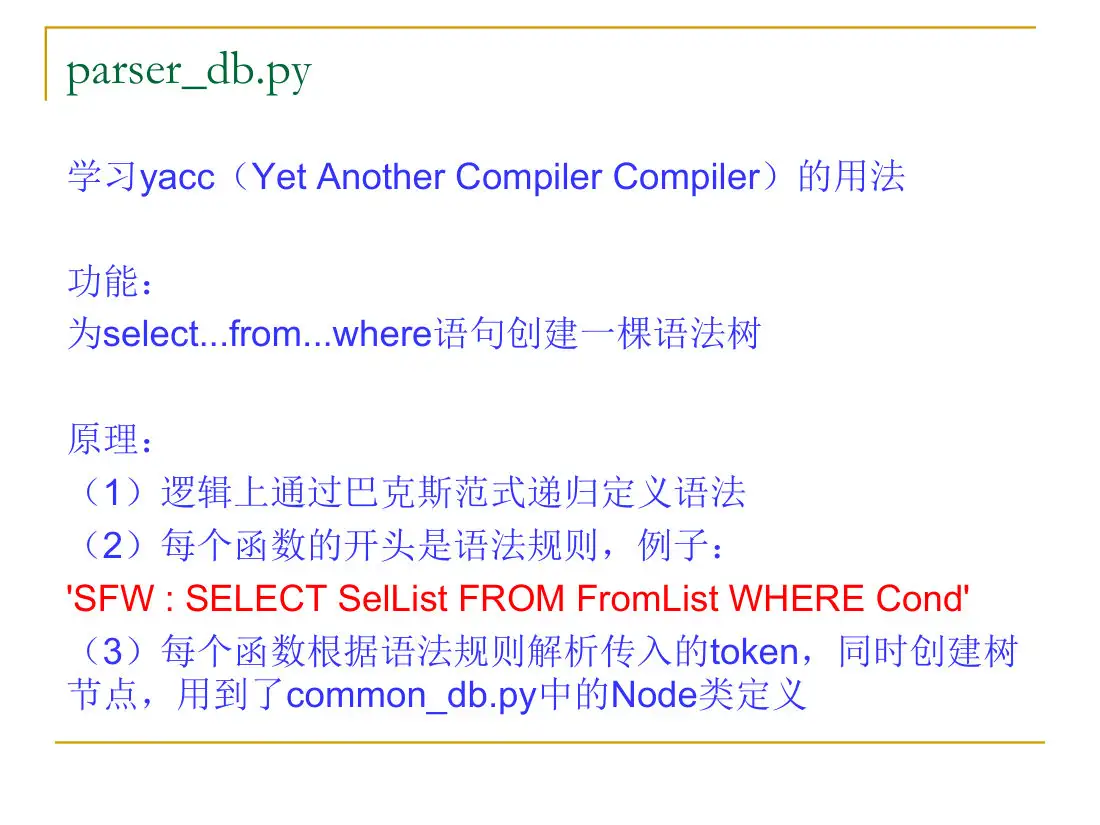 parser_db.py
学习yacc（Yet Another Compiler Compiler）的用法
功能：
为select...from...where语句创建一棵语法树
原理：
（1）逻辑上通过巴克斯范式递归定义语法
（2）每个函数的开头是语法规则，例子：
'SFW : SELECT SelList FROM FromList WHERE Cond'
（3）每个函数根据语法规则解析传入的token，同时创建树
节点，用到了common_db.py中的Node类定义